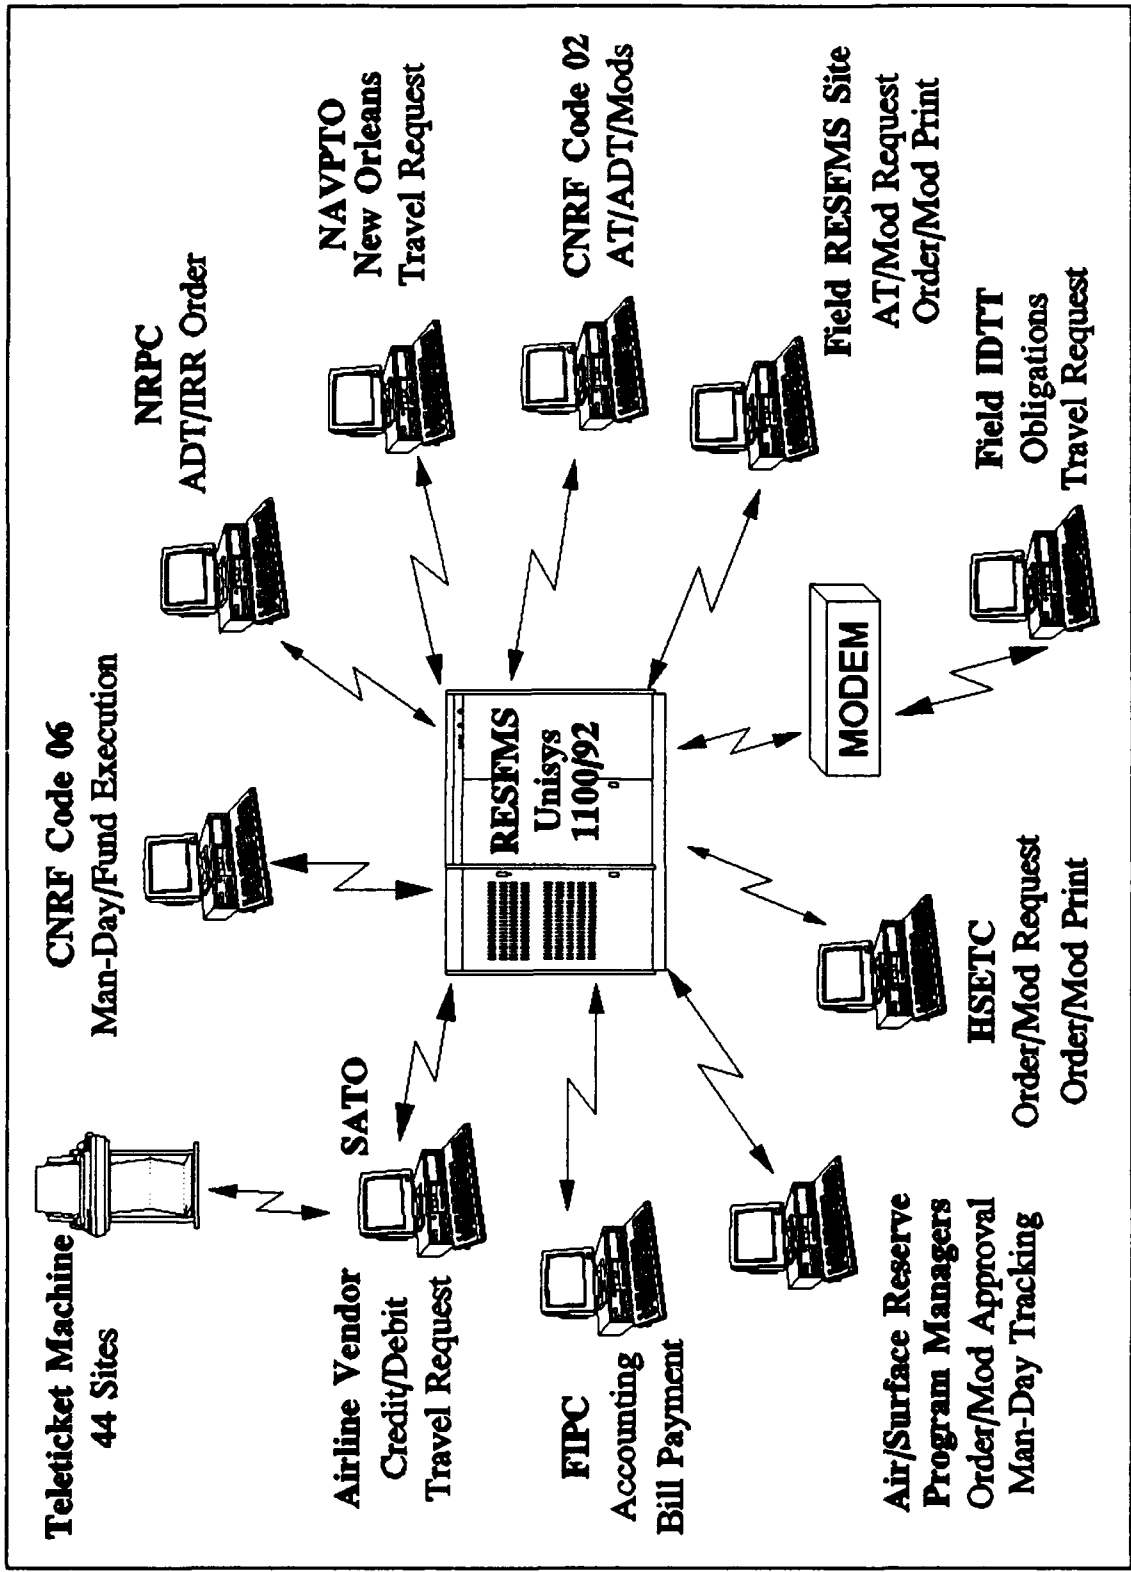 Teleticket Machine
44 Sites
CNRF Code 06
Man-Day/Fund Execution
NRPC
ADT/IRR Order
NAVPTO
New Orleans
Travel Request
SATO
Airline Vendor
Credit/Debit
Travel Request
RESFMS
Unisys
1100/92
CNRF Code 02
AT/ADT/Mods
FIPC
Accounting
Bill Payment
Field RESFMS Site
AT/Mod Request
Order/Mod Print
MODEM
Air/Surface Reserve
Program Managers
Order/Mod Approval
Man-Day Tracking
HSETC
Order/Mod Request
Order/Mod Print
Field IDTT
Obligations
Travel Request